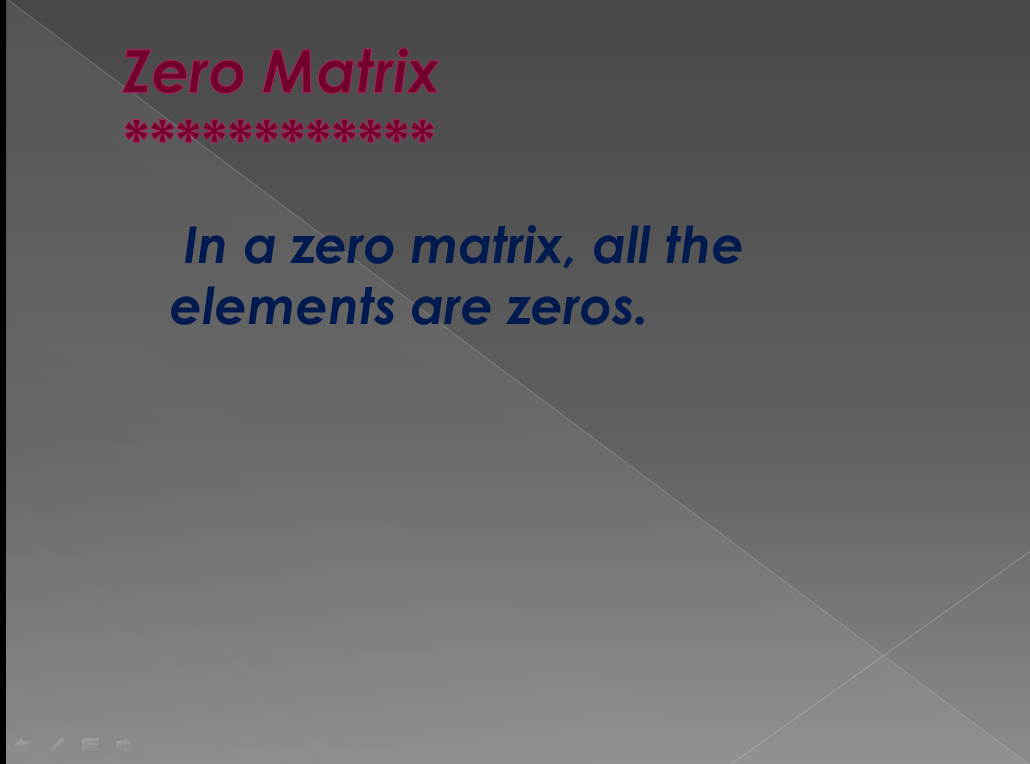 Zero Matrix
************
In a zero matrix, all the
elements are zeros.